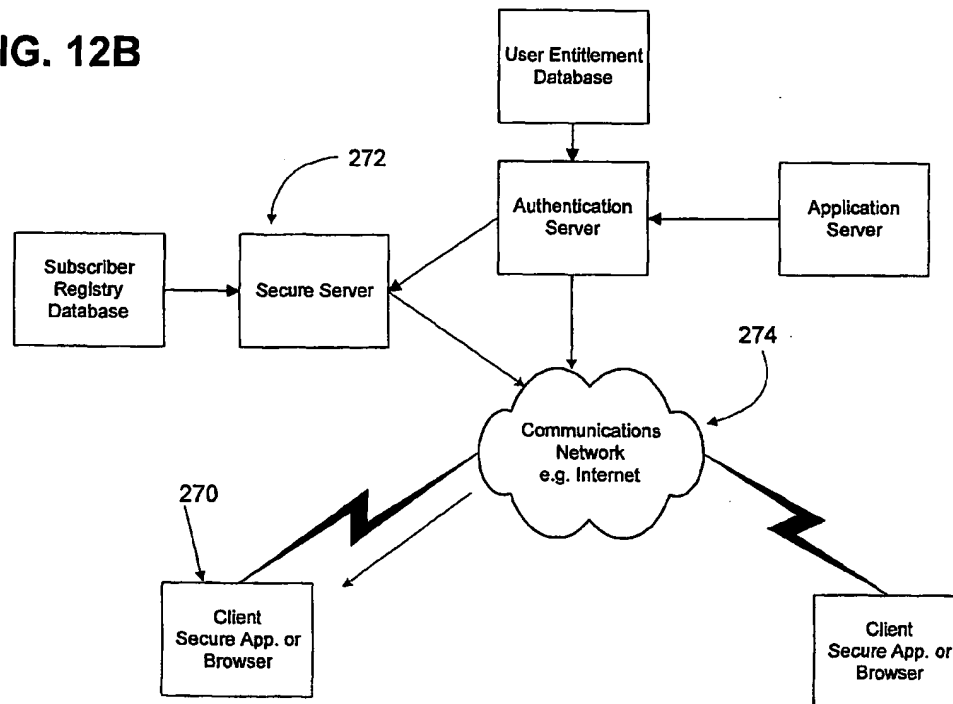 IG. 12B
User Entitlement
Database
272
Authentication
Server
Application
Server
Subscriber
Registry
Database
Secure Server
274
Communications
Network
e.g. Internet
270
Client
Secure App. or
Browser
Client
Secure App. or
Browser